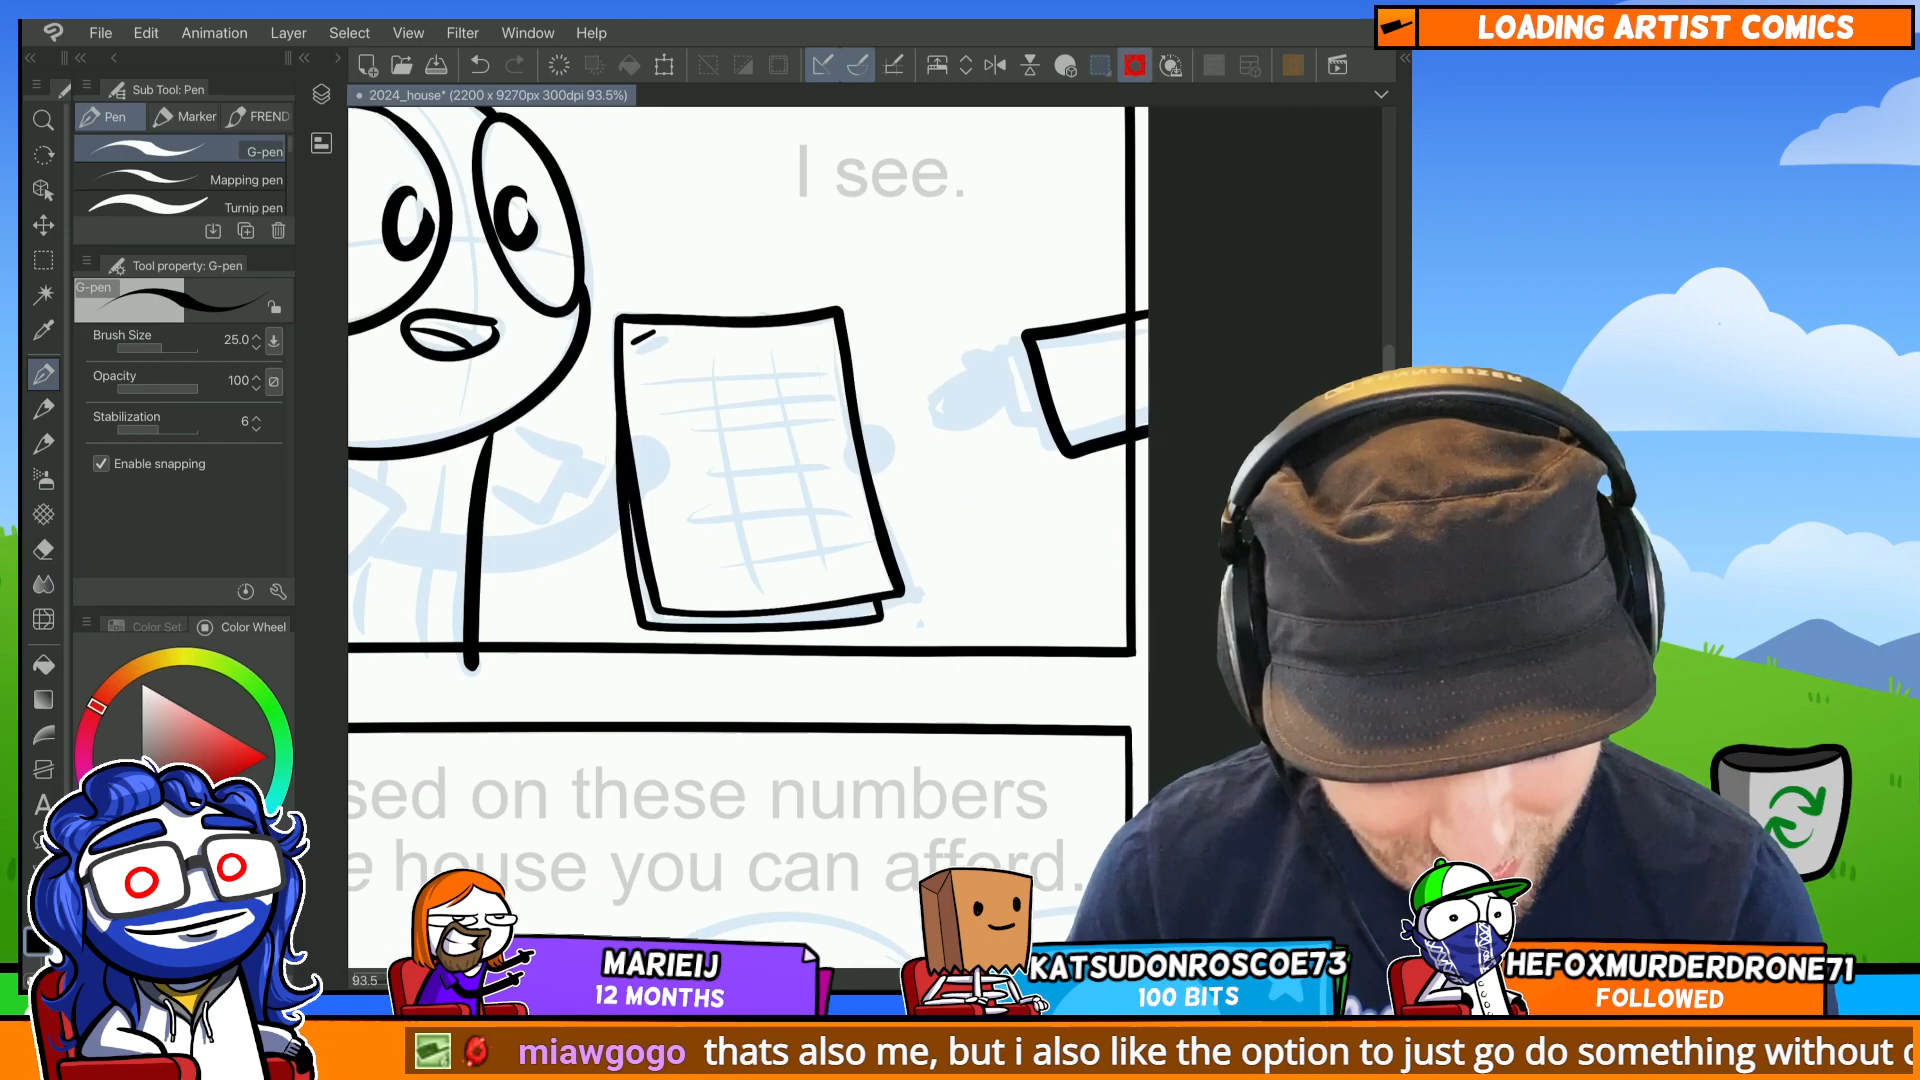 LOADING ARTIST COMICS
File Edit Animation Layer Select View Filter Window Help
Sub Tool: Pen
2024_house* (2200 x 9270px 300dpi 93.5%)
Pen Marker FREND
G-pen
Mapping pen
Turnip pen
Tool property: G-pen
G-pen
Brush Size 25.0
Opacity 100
Stabilization 6
Enable snapping
Color Set Color Wheel
I see.
sed on these numbers
e house you can afford.
SENNHEISER
93.5
MARIEIJ
12 MONTHS
KATSUDONROSCOE73
100 BITS
HEFOXMURDERDRONE71
FOLLOWED
miawgogo thats also me, but i also like the option to just go do something without